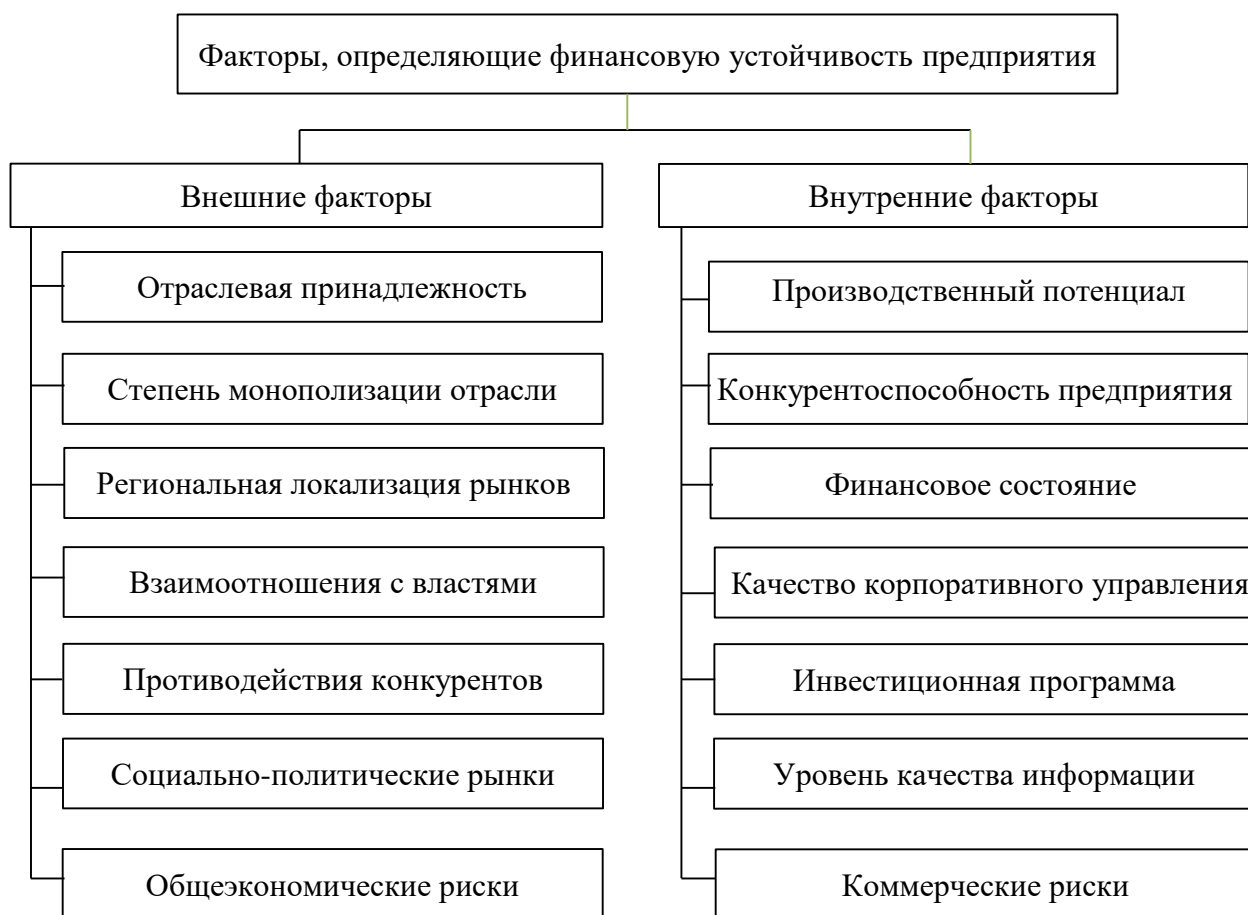 Факторы, определяющие финансовую устойчивость предприятия
Внешние факторы
Отраслевая принадлежность
Степень монополизации отрасли
Региональная локализация рынков
Взаимоотношения с властями
Противодействия конкурентов
Социально-политические рынки
Общеэкономические риски
Внутренние факторы
Производственный потенциал
Конкурентоспособность предприятия
Финансовое состояние
Качество корпоративного управления
Инвестиционная программа
Уровень качества информации
Коммерческие риски